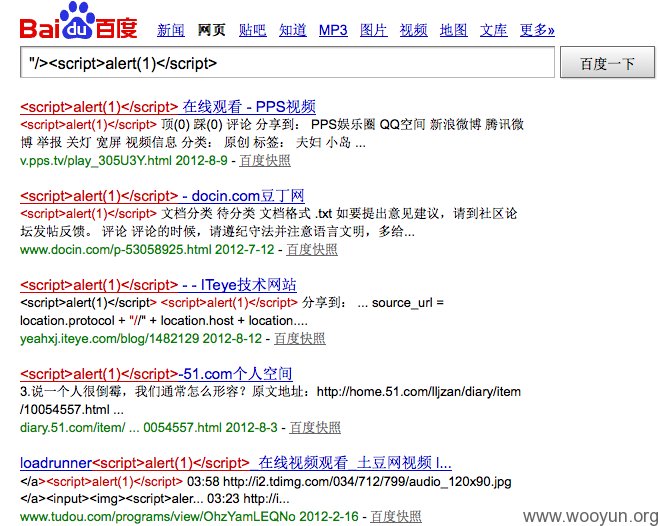 Bai du 百度 新闻 网页 贴吧 知道 MP3 图片 视频 地图 文库 更多»
"/><script>alert(1)</script> 百度一下
<script>alert(1)</script> 在线观看 - PPS视频
<script>alert(1)</script> 顶(0) 踩(0) 评论 分享到： PPS娱乐圈 QQ空间 新浪微博 腾讯微
博 举报 关灯 宽屏 视频信息 分类： 原创 标签： 夫妇 小岛 ...
v.pps.tv/play_305U3Y.html 2012-8-9 - 百度快照
<script>alert(1)</script> - docin.com豆丁网
<script>alert(1)</script> 文档分类 待分类 文档格式 .txt 如要提出意见建议，请到社区论
坛发帖反馈。 评论 评论的时候，请遵纪守法并注意语言文明，多给...
www.docin.com/p-53058925.html 2012-7-12 - 百度快照
<script>alert(1)</script> - - ITeye技术网站
<script>alert(1)</script> <script>alert(1)</script> 分享到： ... source_url =
location.protocol + "//" + location.host + location....
yeahxj.iteye.com/blog/1482129 2012-8-12 - 百度快照
<script>alert(1)</script>-51.com个人空间
3.说一个人很倒霉，我们通常怎么形容？原文地址：http://home.51.com/lljzan/diary/item
/10054557.html ...
diary.51.com/item/ ... 0054557.html 2012-8-3 - 百度快照
loadrunner<script>alert(1)</script>_在线视频观看_土豆网视频 l...
</a><script>alert(1)</script> 03:58 http://i2.tdimg.com/034/712/799/audio_120x90.jpg
</a><input><img><script>aler... 03:23 http://i...
www.tudou.com/programs/view/OhzYamLEQNo 2012-2-16 - 百度快照
www.wooyun.org